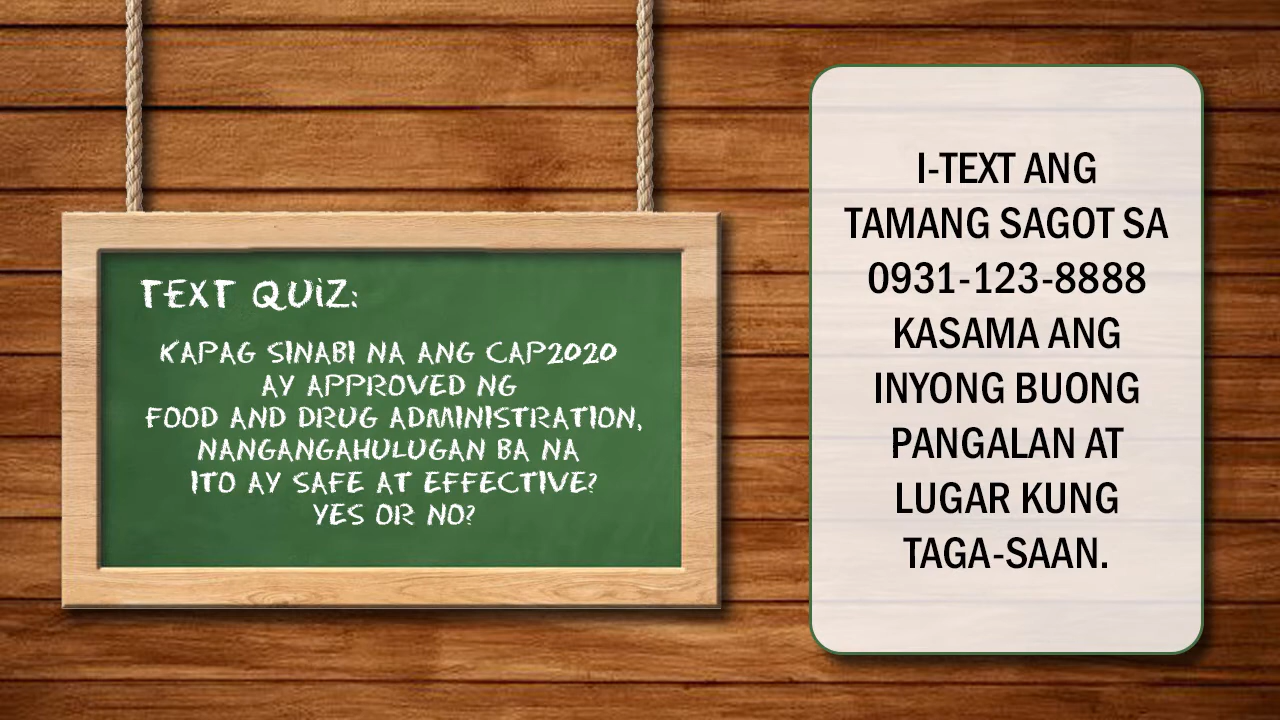 TEXT QUIZ:
KAPAG SINABI NA ANG CAP2020
AY APPROVED NG
FOOD AND DRUG ADMINISTRATION,
NANGANGAHULUGAN BA NA
ITO AY SAFE AT EFFECTIVE?
YES OR NO?
I-TEXT ANG
TAMANG SAGOT SA
0931-123-8888
KASAMA ANG
INYONG BUONG
PANGALAN AT
LUGAR KUNG
TAGA-SAAN.